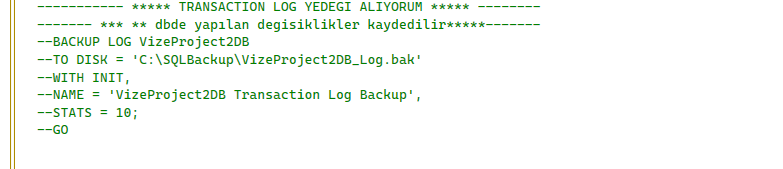 ----------- ***** TRANSACTION LOG YEDEGI ALIYORUM ***** --------
------- *** ** dbde yapılan degisiklikler kaydedilir*****-------
--BACKUP LOG VizeProject2DB
--TO DISK = 'C:\SQLBackup\VizeProject2DB_Log.bak'
--WITH INIT,
--NAME = 'VizeProject2DB Transaction Log Backup',
--STATS = 10;
--GO